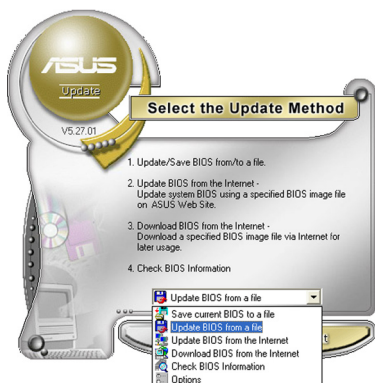 ASUS
Update
V5.27.01
Select the Update Method
1. Update/Save BIOS from/to a file.
2. Update BIOS from the Internet -
Update system BIOS using a specified BIOS image file
on ASUS Web Site.
3. Download BIOS from the Internet -
Download a specified BIOS image file via Internet for
later usage.
4. Check BIOS Information
Update BIOS from a file
Save current BIOS to a file
Update BIOS from a file
Update BIOS from the Internet
Download BIOS from the Internet
Check BIOS Information
Options